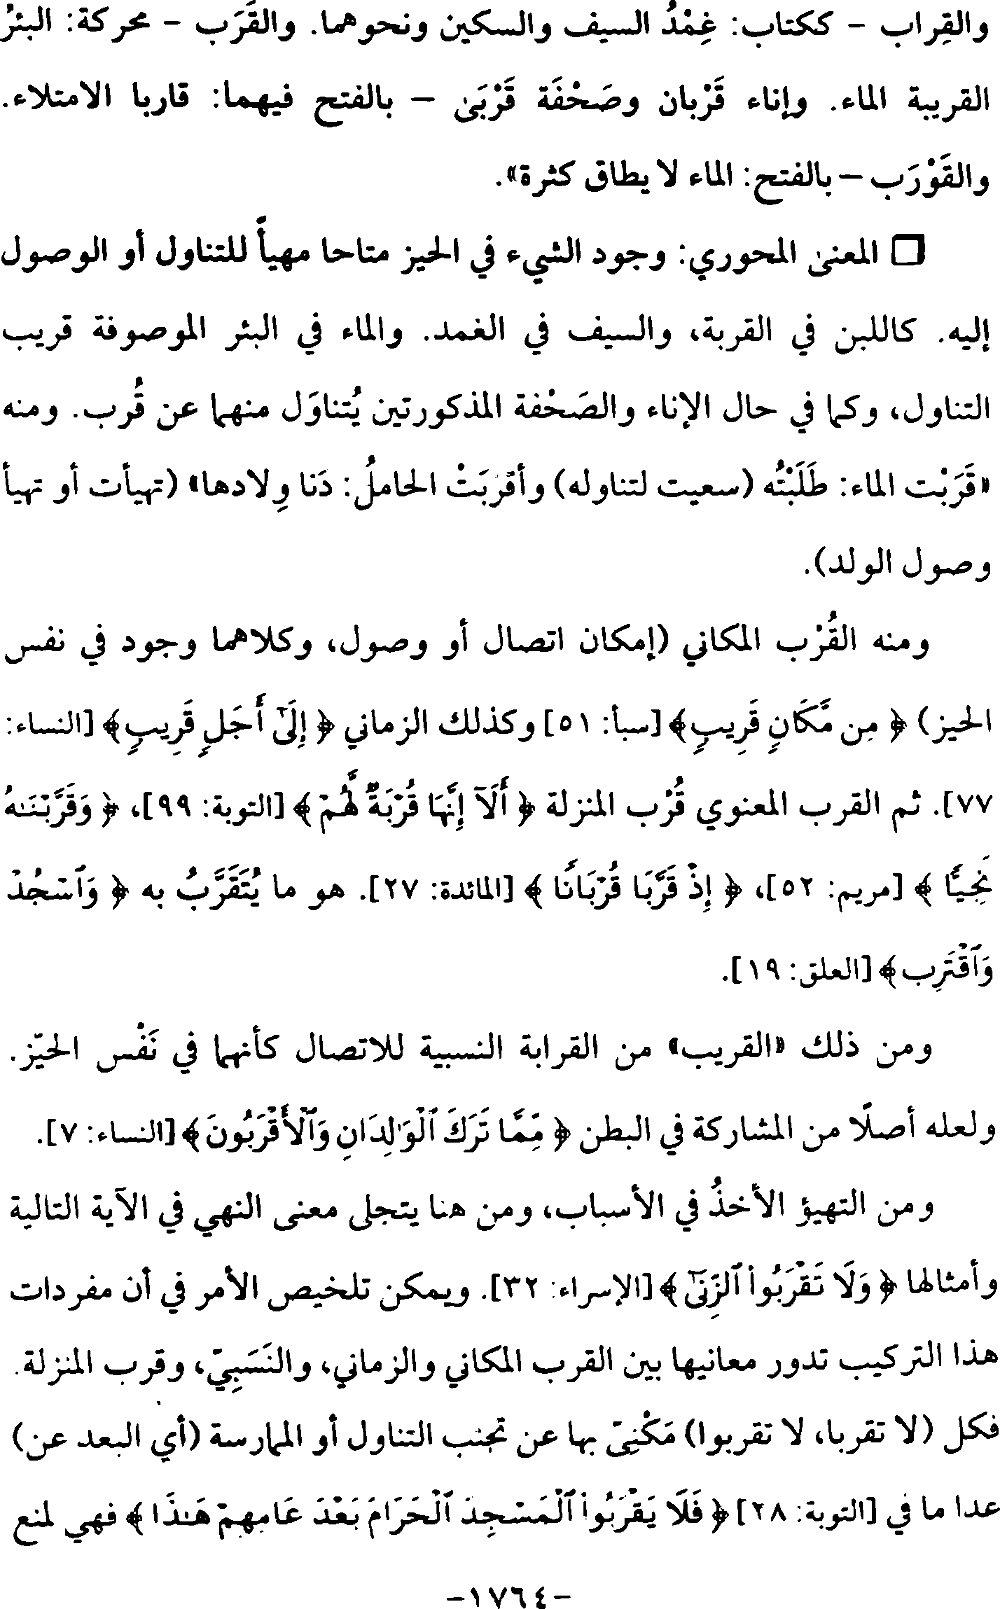 والقِراب – ككتاب: غِمْدُ السيف والسكين ونحوهما. والقَرَب – محركة: البئرُ
القريبة الماء. وإناء قَرْبان وصَحْفَة قَرْبَىٰ – بالفتح فيهما: قاربا الامتلاء.
والقَوْرَب – بالفتح: الماء لا يطاق كثرة».
❏ المعنىٰ المحوري: وجود الشيء في الحيز متاحا مهيأً للتناول أو الوصول
إليه. كاللبن في القربة، والسيف في الغمد. والماء في البئر الموصوفة قريب
التناول، وكما في حال الإناء والصَحْفة المذكورتين يُتناوَل منهما عن قُرب. ومنه
«قَرَبْت الماء: طَلَبْتُه (سعيت لتناوله) وأقرَبَتْ الحاملُ: دَنا وِلادها» (تهيأت أو تهيأ
وصول الولد).
ومنه القُرْب المكاني (إمكان اتصال أو وصول، وكلاهما وجود في نفس
الحيز) ﴿ مِن مَّكَانٍ قَرِيبٍ﴾ [سبأ: ٥١] وكذلك الزماني ﴿ إِلَىٰٓ أَجَلٍ قَرِيبٍ﴾ [النساء:
٧٧]. ثم القرب المعنوي قُرْب المنزلة ﴿ أَلَآ إِنَّهَا قُرْبَةٌ لَّهُمْ ﴾ [التوبة: ٩٩]، ﴿ وَقَرَّبْنَٰهُ
نَجِيًّا ﴾ [مريم: ٥٢]، ﴿ إِذْ قَرَّبَا قُرْبَانًا ﴾ [المائدة: ٢٧]. هو ما يُتَقَرَّبُ به ﴿ وَٱسْجُدْ
وَٱقْتَرِب﴾ [العلق: ١٩].
ومن ذلك «القريب» من القرابة النسبية للاتصال كأنهما في نَفْس الحيّز.
ولعله أصلًا من المشاركة في البطن ﴿ مِّمَّا تَرَكَ ٱلْوَٰلِدَانِ وَٱلْأَقْرَبُونَ﴾ [النساء: ٧].
ومن التهيؤ الأخذُ في الأسباب، ومن هنا يتجلى معنى النهي في الآية التالية
وأمثالها ﴿ وَلَا تَقْرَبُوا۟ ٱلزِّنَىٰٓ ﴾ [الإسراء: ٣٢]. ويمكن تلخيص الأمر في أن مفردات
هذا التركيب تدور معانيها بين القرب المكاني والزماني، والنَسَبِيّ، وقرب المنزلة.
فكل (لا تقربا، لا تقربوا) مَكْنِيّ بها عن تجنب التناول أو الممارسة (أي البعد عن)
عدا ما في [التوبة: ٢٨] ﴿ فَلَا يَقْرَبُوا۟ ٱلْمَسْجِدَ ٱلْحَرَامَ بَعْدَ عَامِهِمْ هَٰذَا ﴾ فهي لمنع
-١٧٦٤-